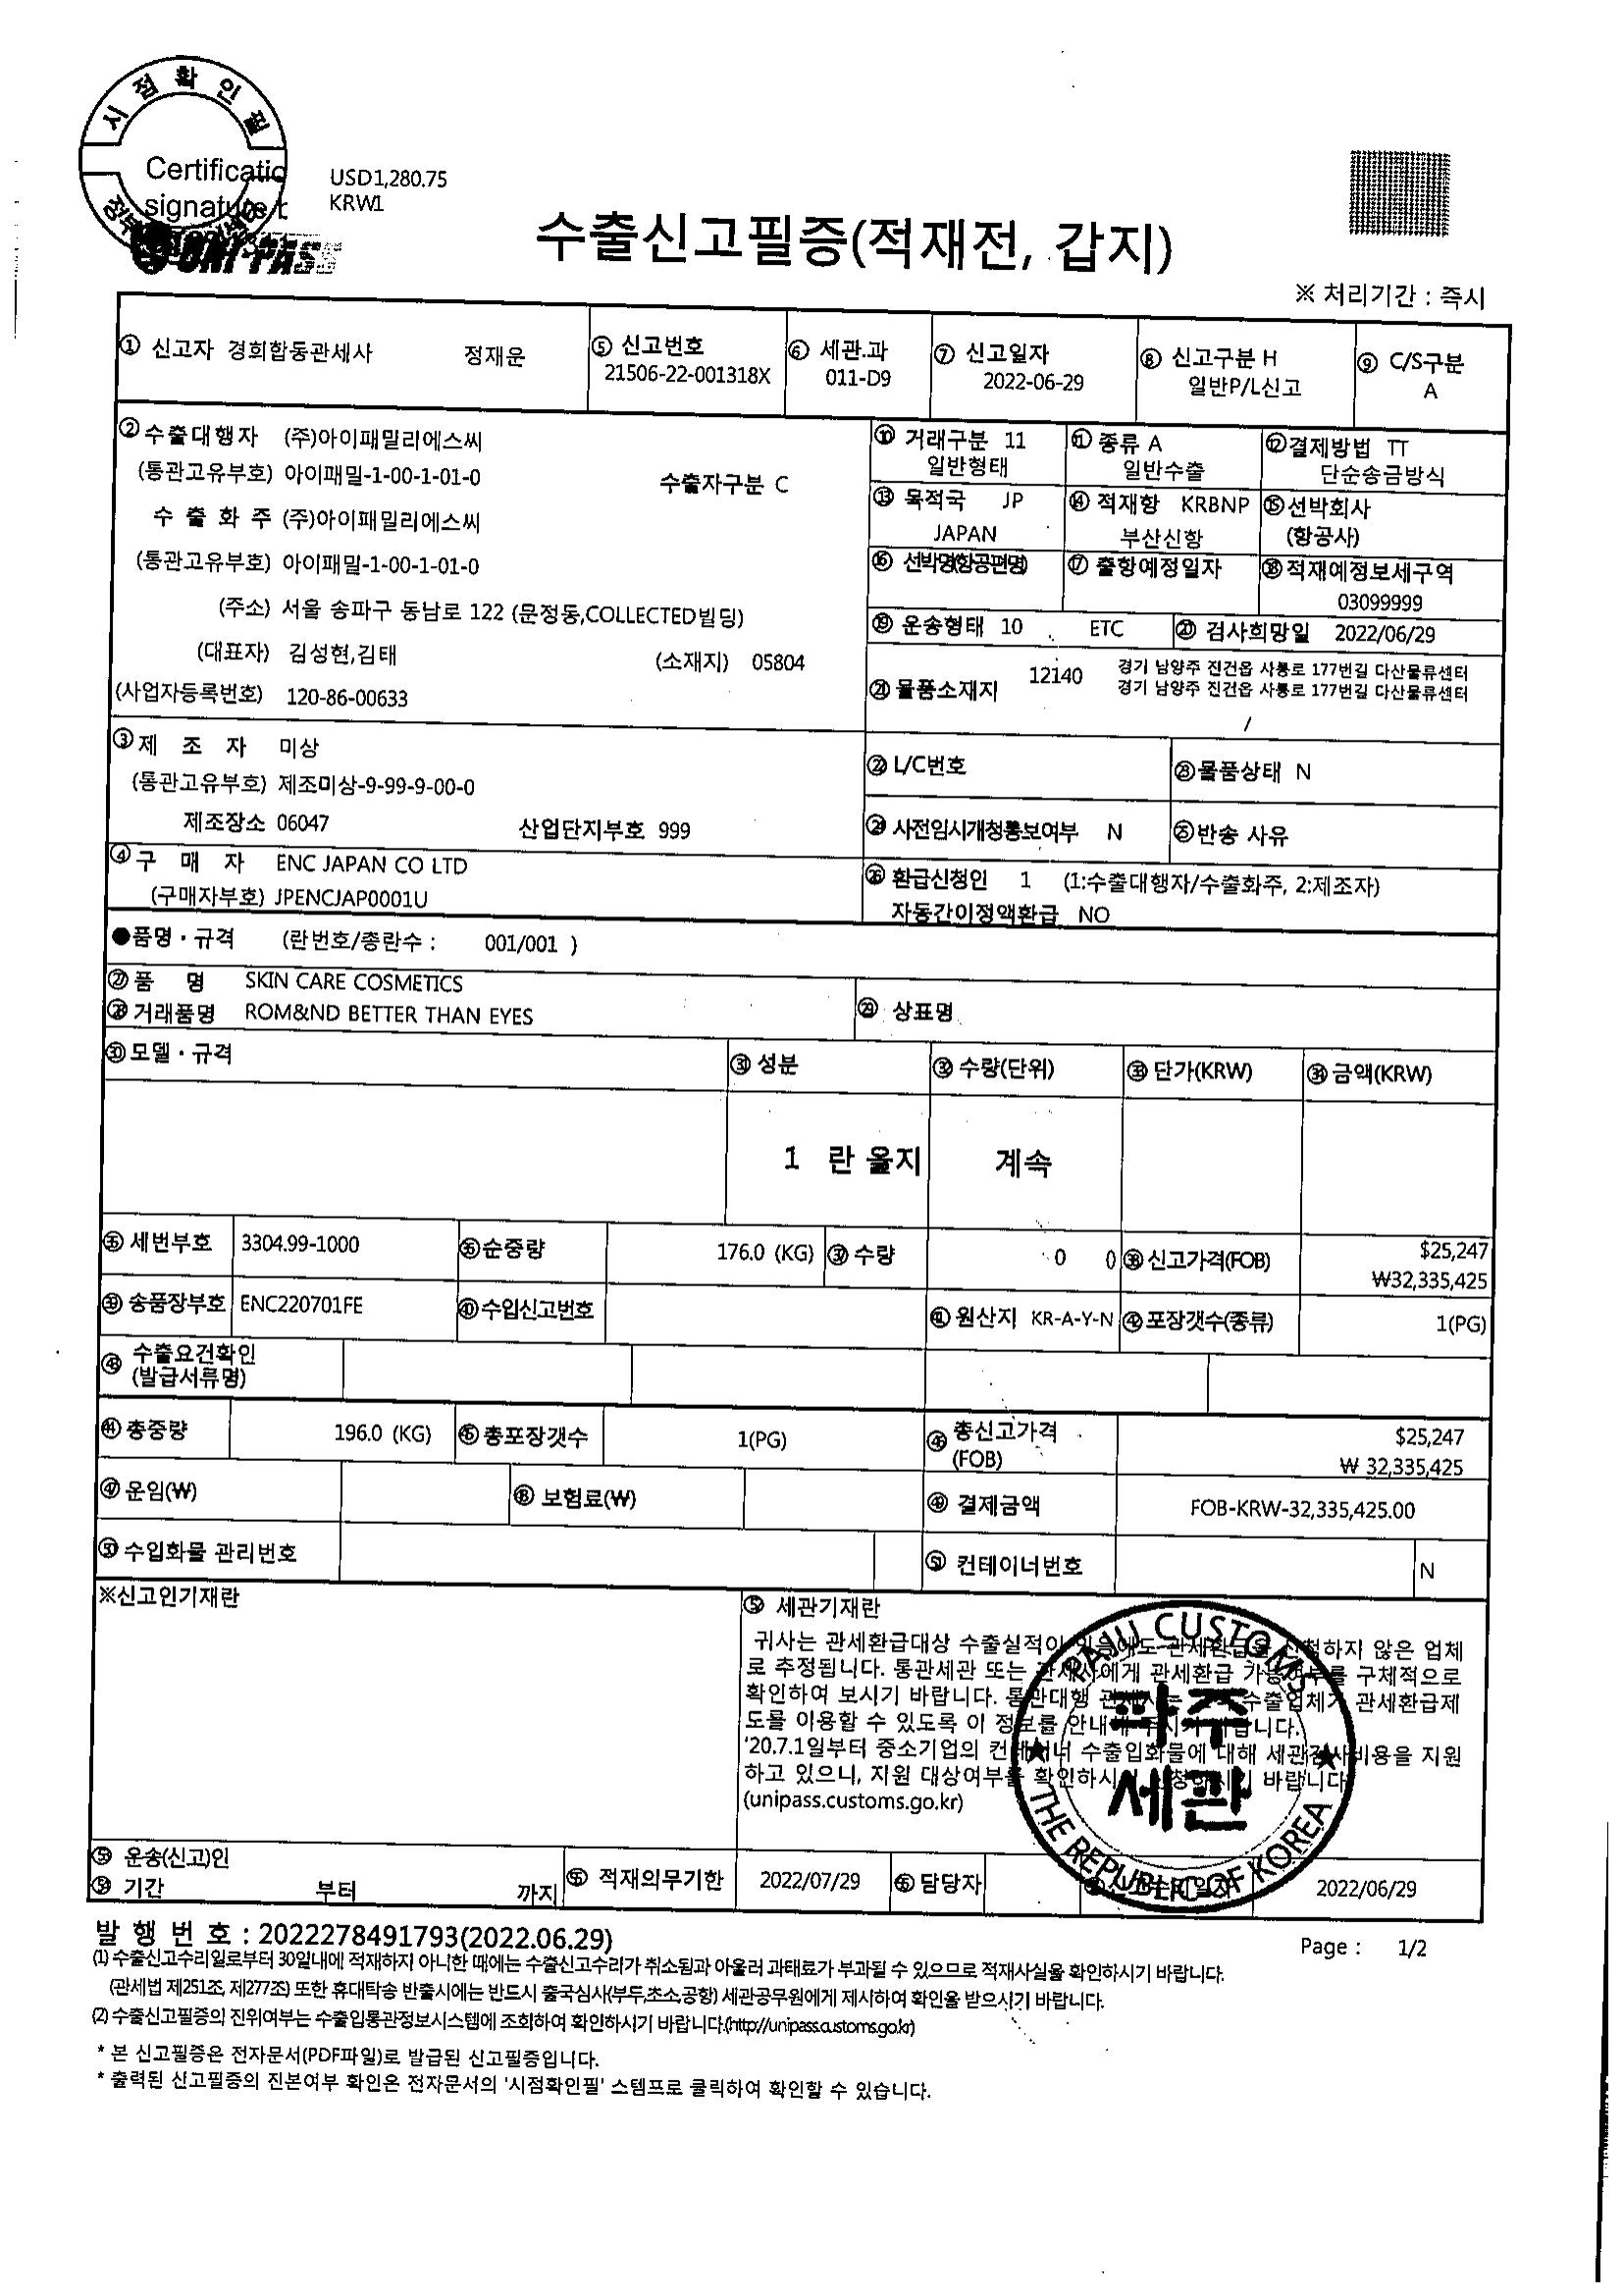 시 점 확 인 필
Certificatio
signature
USD1,280.75
KRW1
UNI-PASS
수출신고필증(적재전, 갑지)
※ 처리기간 : 즉시
① 신고자 경희합동관세사 정재운
⑤ 신고번호
21506-22-001318X
⑥ 세관.과
011-D9
⑦ 신고일자
2022-06-29
⑧ 신고구분 H
일반P/L신고
⑨ C/S구분
A
② 수출대행자 (주)아이패밀리에스씨
(통관고유부호) 아이패밀-1-00-1-01-0
수출자구분 C
수 출 화 주 (주)아이패밀리에스씨
(통관고유부호) 아이패밀-1-00-1-01-0
(주소) 서울 송파구 동남로 122 (문정동,COLLECTED빌딩)
(대표자) 김성현,김태
(소재지) 05804
(사업자등록번호) 120-86-00633
⑩ 거래구분 11
일반형태
⑪ 종류 A
일반수출
⑫ 결제방법 TT
단순송금방식
⑬ 목적국 JP
JAPAN
⑭ 적재항 KRBNP
부산신항
⑮ 선박회사
(항공사)
⑯ 선박명(항공편명)
⑰ 출항예정일자
⑱ 적재예정보세구역
03099999
⑲ 운송형태 10 ETC
⑳ 검사희망일 2022/06/29
㉑ 물품소재지 12140 경기 남양주 진건읍 사릉로 177번길 다산물류센터
경기 남양주 진건읍 사릉로 177번길 다산물류센터
/
③ 제 조 자 미상
(통관고유부호) 제조미상-9-99-9-00-0
제조장소 06047 산업단지부호 999
㉒ L/C번호
㉓ 물품상태 N
㉔ 사전임시개청통보여부 N
㉕ 반송 사유
④ 구 매 자 ENC JAPAN CO LTD
(구매자부호) JPENCJAP0001U
㉖ 환급신청인 1 (1:수출대행자/수출화주, 2:제조자)
자동간이정액환급 NO
●품명 · 규격 (란번호/총란수 : 001/001 )
㉗ 품 명 SKIN CARE COSMETICS
㉘ 거래품명 ROM&ND BETTER THAN EYES
㉙ 상표명
㉚ 모델 · 규격
㉛ 성분
㉜ 수량(단위)
㉝ 단가(KRW)
㉞ 금액(KRW)
1 란 을지 계속
㉟ 세번부호 3304.99-1000
㊱ 순중량 176.0 (KG)
㊲ 수량 0 0
㊳ 신고가격(FOB) $25,247
₩32,335,425
㊴ 송품장부호 ENC220701FE
㊵ 수입신고번호
㊶ 원산지 KR-A-Y-N
㊷ 포장갯수(종류) 1(PG)
㊸ 수출요건확인
(발급서류명)
㊹ 총중량 196.0 (KG)
㊺ 총포장갯수 1(PG)
㊻ 총신고가격
(FOB)
$25,247
₩ 32,335,425
㊼ 운임(₩)
㊽ 보험료(₩)
㊾ 결제금액 FOB-KRW-32,335,425.00
㊿ 수입화물 관리번호
컨테이너번호 N
※신고인기재란
세관기재란
귀사는 관세환급대상 수출실적이 있음에도 관세환급을 신청하지 않은 업체
로 추정됩니다. 통관세관 또는 관세사에게 관세환급 가능여부를 구체적으로
확인하여 보시기 바랍니다. 통관대행 관세사는 수출업체가 관세환급제
도를 이용할 수 있도록 이 정보를 안내해 주시기 바랍니다.
'20.7.1일부터 중소기업의 컨테이너 수출입화물에 대해 세관검사비용을 지원
하고 있으니, 지원 대상여부를 확인하시고 신청하시기 바랍니다
(unipass.customs.go.kr)
PAJU CUSTOMS
파주
세관
THE REPUBLIC OF KOREA
운송(신고)인
기간 부터 까지
적재의무기한 2022/07/29
담당자
2022/06/29
발 행 번 호 : 2022278491793(2022.06.29)
Page : 1/2
(1) 수출신고수리일로부터 30일내에 적재하지 아니한 때에는 수출신고수리가 취소됨과 아울러 과태료가 부과될 수 있으므로 적재사실을 확인하시기 바랍니다.
(관세법 제251조, 제277조) 또한 휴대탁송 반출시에는 반드시 출국심사(부두,초소,공항) 세관공무원에게 제시하여 확인을 받으시기 바랍니다.
(2) 수출신고필증의 진위여부는 수출입통관정보시스템에 조회하여 확인하시기 바랍니다.(http://unipass.customs.go.kr)
* 본 신고필증은 전자문서(PDF파일)로 발급된 신고필증입니다.
* 출력된 신고필증의 진본여부 확인은 전자문서의 '시점확인필' 스템프로 클릭하여 확인할 수 있습니다.